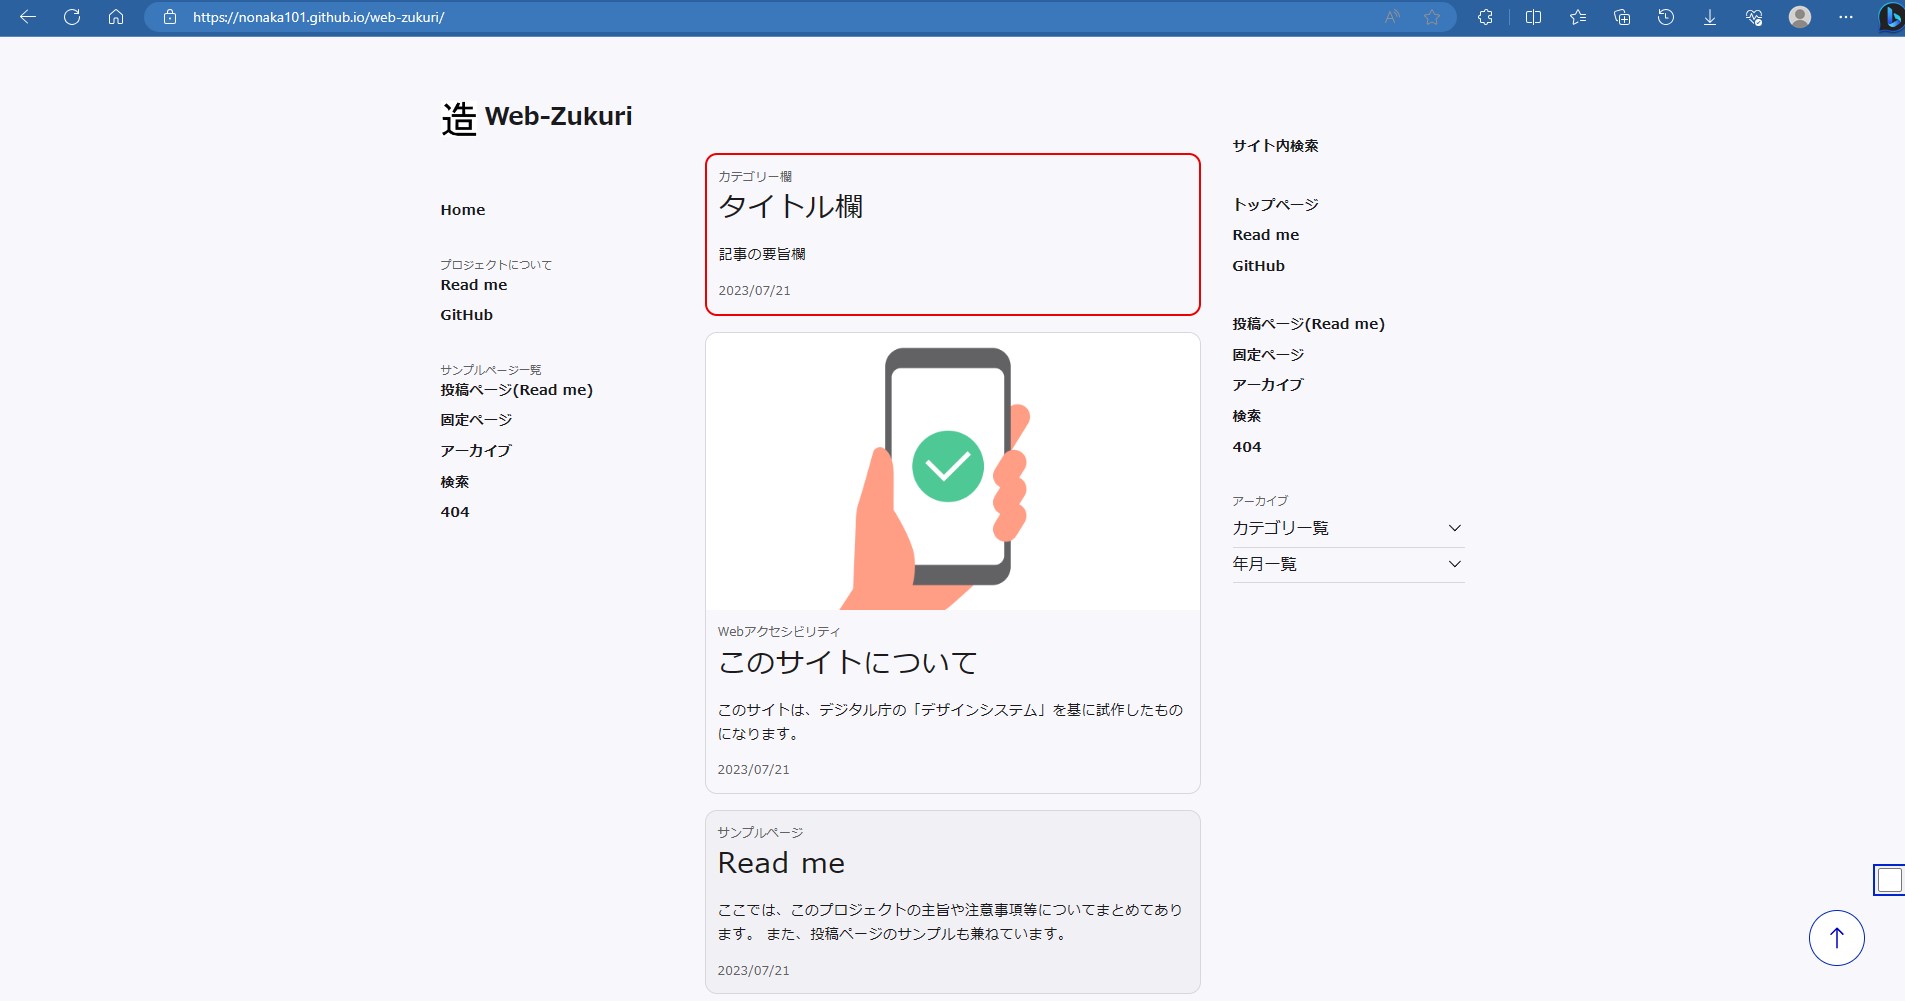 https://nonaka101.github.io/web-zukuri/
造 Web-Zukuri
Home
プロジェクトについて
Read me
GitHub
サンプルページ一覧
投稿ページ(Read me)
固定ページ
アーカイブ
検索
404
カテゴリー欄
タイトル欄
記事の要旨欄
2023/07/21
Webアクセシビリティ
このサイトについて
このサイトは、デジタル庁の「デザインシステム」を基に試作したもの
になります。
2023/07/21
サンプルページ
Read me
ここでは、このプロジェクトの主旨や注意事項等についてまとめてあり
ます。 また、投稿ページのサンプルも兼ねています。
2023/07/21
サイト内検索
トップページ
Read me
GitHub
投稿ページ(Read me)
固定ページ
アーカイブ
検索
404
アーカイブ
カテゴリ一覧
年月一覧